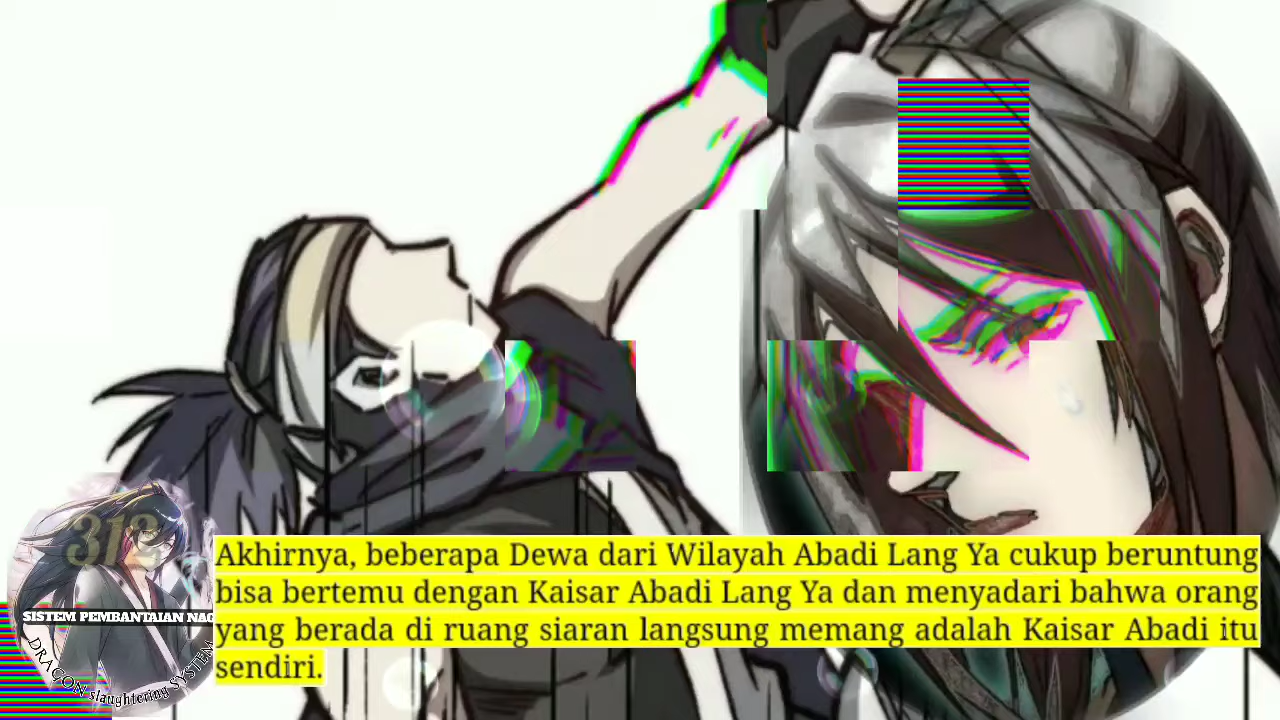 318
SISTEM PEMBANTAIAN NAG
DRAGON slaughtering SYSTEM
Akhirnya, beberapa Dewa dari Wilayah Abadi Lang Ya cukup beruntung
bisa bertemu dengan Kaisar Abadi Lang Ya dan menyadari bahwa orang
yang berada di ruang siaran langsung memang adalah Kaisar Abadi itu
sendiri.